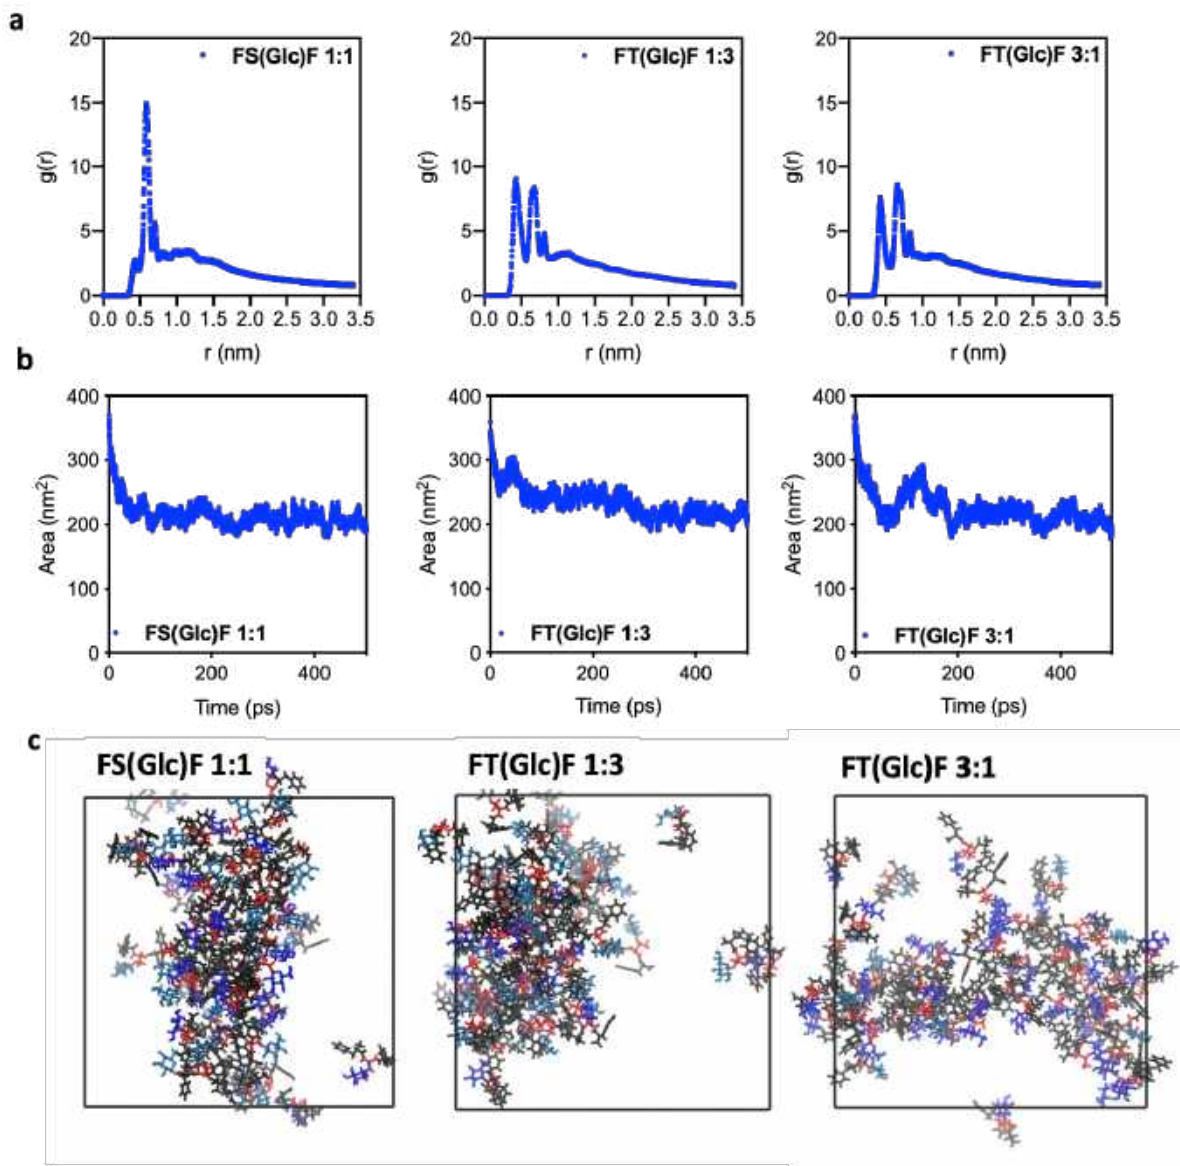 a
20
15
10
5
0
g(r)
FS(Glc)F 1:1
0.0 0.5 1.0 1.5 2.0 2.5 3.0 3.5
r (nm)
20
15
10
5
0
g(r)
FT(Glc)F 1:3
0.0 0.5 1.0 1.5 2.0 2.5 3.0 3.5
r (nm)
20
15
10
5
0
g(r)
FT(Glc)F 3:1
0.0 0.5 1.0 1.5 2.0 2.5 3.0 3.5
r (nm)
b
400
300
200
100
0
Area (nm²)
FS(Glc)F 1:1
0 200 400
Time (ps)
400
300
200
100
0
Area (nm²)
FT(Glc)F 1:3
0 200 400
Time (ps)
400
300
200
100
0
Area (nm²)
FT(Glc)F 3:1
0 200 400
Time (ps)
c
FS(Glc)F 1:1
FT(Glc)F 1:3
FT(Glc)F 3:1